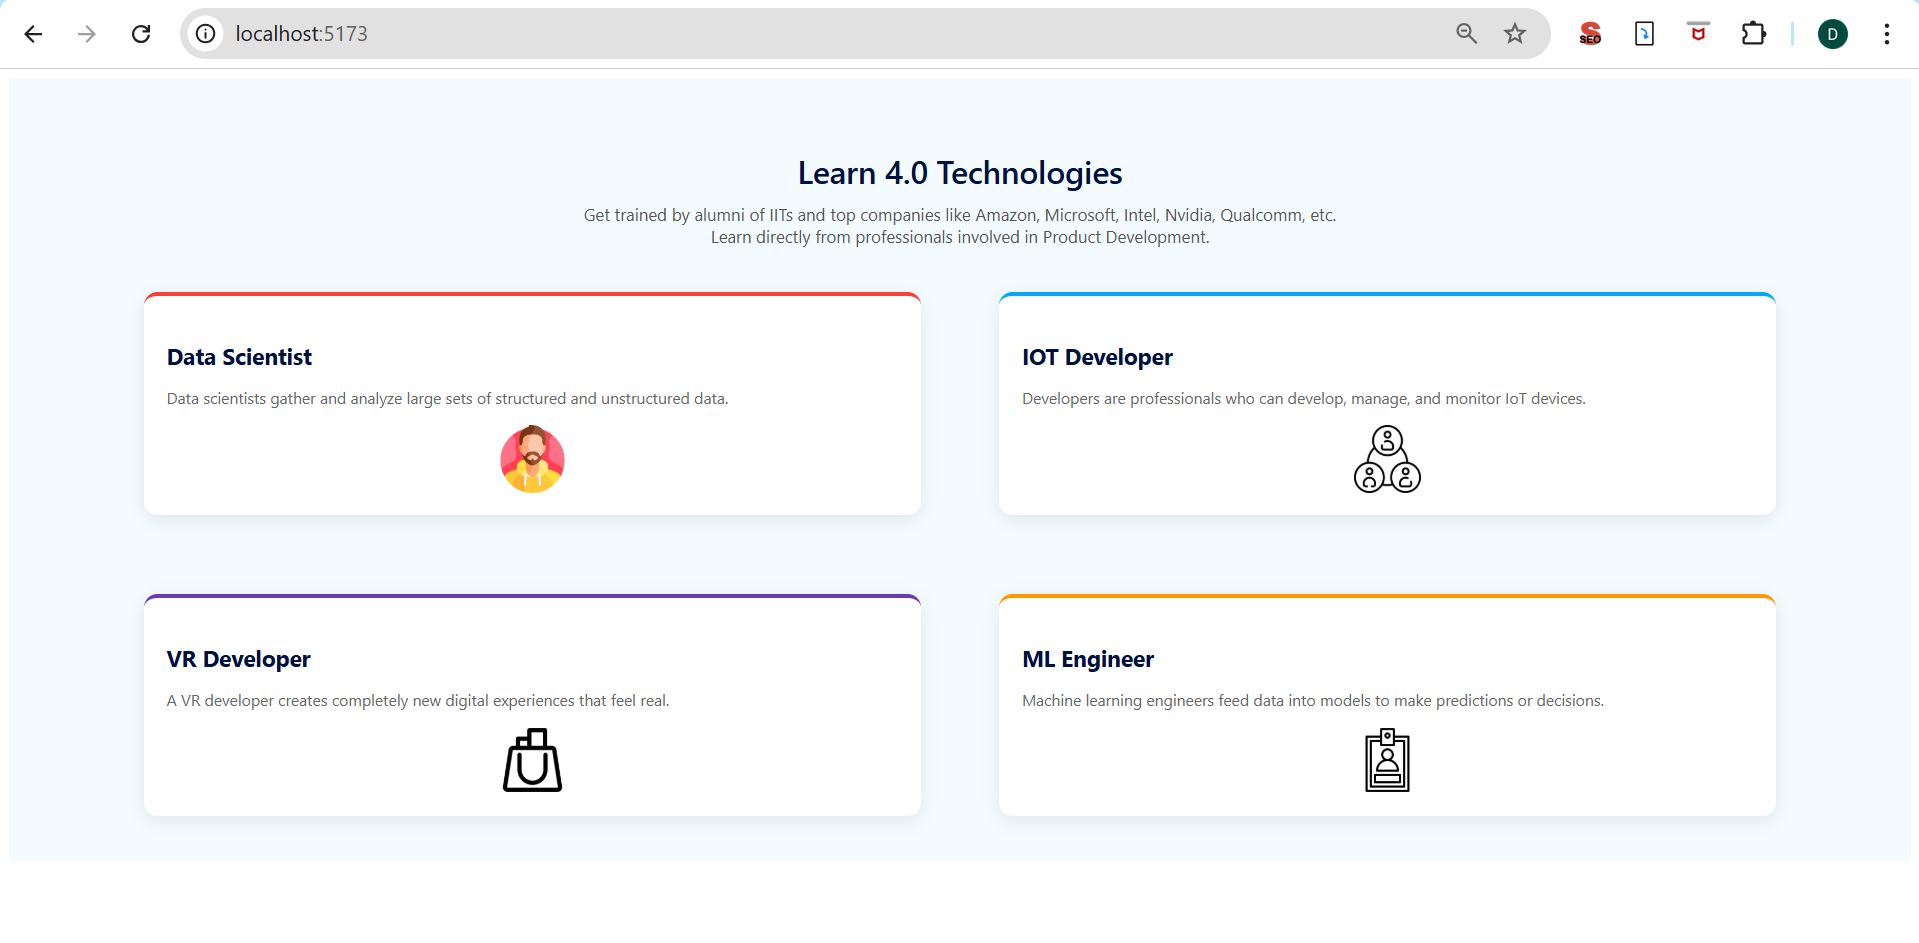 localhost:5173
SEO
D
Learn 4.0 Technologies
Get trained by alumni of IITs and top companies like Amazon, Microsoft, Intel, Nvidia, Qualcomm, etc.
Learn directly from professionals involved in Product Development.
Data Scientist
Data scientists gather and analyze large sets of structured and unstructured data.
IOT Developer
Developers are professionals who can develop, manage, and monitor IoT devices.
VR Developer
A VR developer creates completely new digital experiences that feel real.
ML Engineer
Machine learning engineers feed data into models to make predictions or decisions.